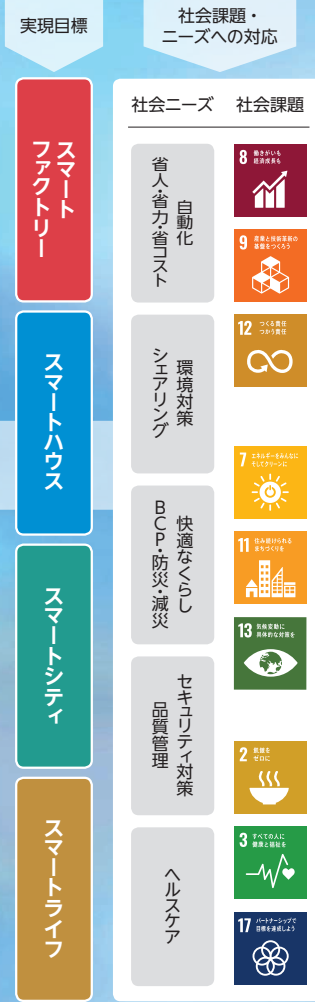 実現目標
社会課題・
ニーズへの対応
スマート
ファクトリー
スマートハウス
スマートシティ
スマートライフ
社会ニーズ
自動化
省人・省力・省コスト
環境対策
シェアリング
快適なくらし
BCP・防災・減災
セキュリティ対策
品質管理
ヘルスケア
社会課題
8 働きがいも
経済成長も
9 産業と技術革新の
基盤をつくろう
12 つくる責任
つかう責任
7 エネルギーをみんなに
そしてクリーンに
11 住み続けられる
まちづくりを
13 気候変動に
具体的な対策を
2 飢餓を
ゼロに
3 すべての人に
健康と福祉を
17 パートナーシップで
目標を達成しよう